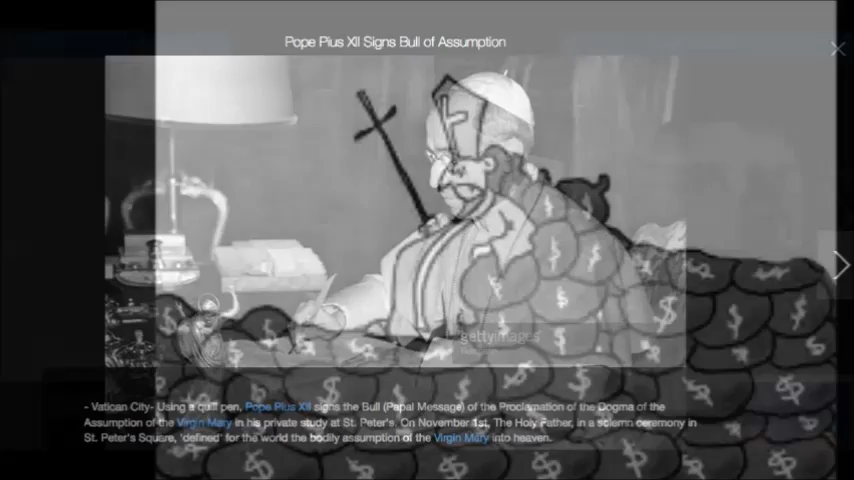 Pope Pius XII Signs Bull of Assumption
gettyimages
- Vatican City- Using a quill pen, Pope Pius XII signs the Bull (Papal Message) of the Proclamation of the Dogma of the
Assumption of the Virgin Mary in his private study at St. Peter's. On November 1st, The Holy Father, in a solemn ceremony in
St. Peter's Square, 'defined' for the world the bodily assumption of the Virgin Mary into heaven.